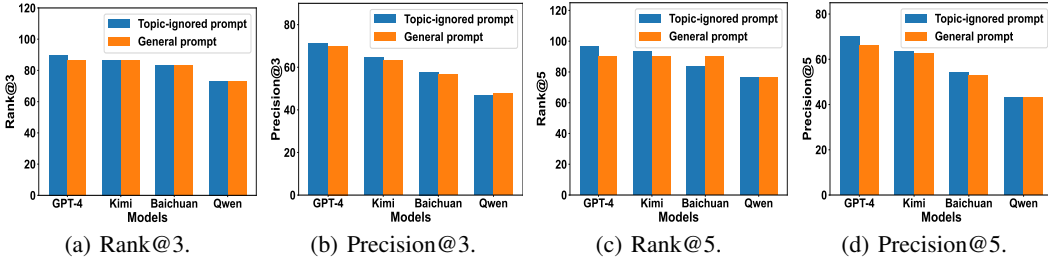 120
100
80
60
40
20
0
Rank@3
Topic-ignored prompt
General prompt
GPT-4 Kimi Baichuan Qwen
Models
(a) Rank@3.
80
60
40
20
0
Precision@3
Topic-ignored prompt
General prompt
GPT-4 Kimi Baichuan Qwen
Models
(b) Precision@3.
120
100
80
60
40
20
0
Rank@5
Topic-ignored prompt
General prompt
GPT-4 Kimi Baichuan Qwen
Models
(c) Rank@5.
80
60
40
20
0
Precision@5
Topic-ignored prompt
General prompt
GPT-4 Kimi Baichuan Qwen
Models
(d) Precision@5.